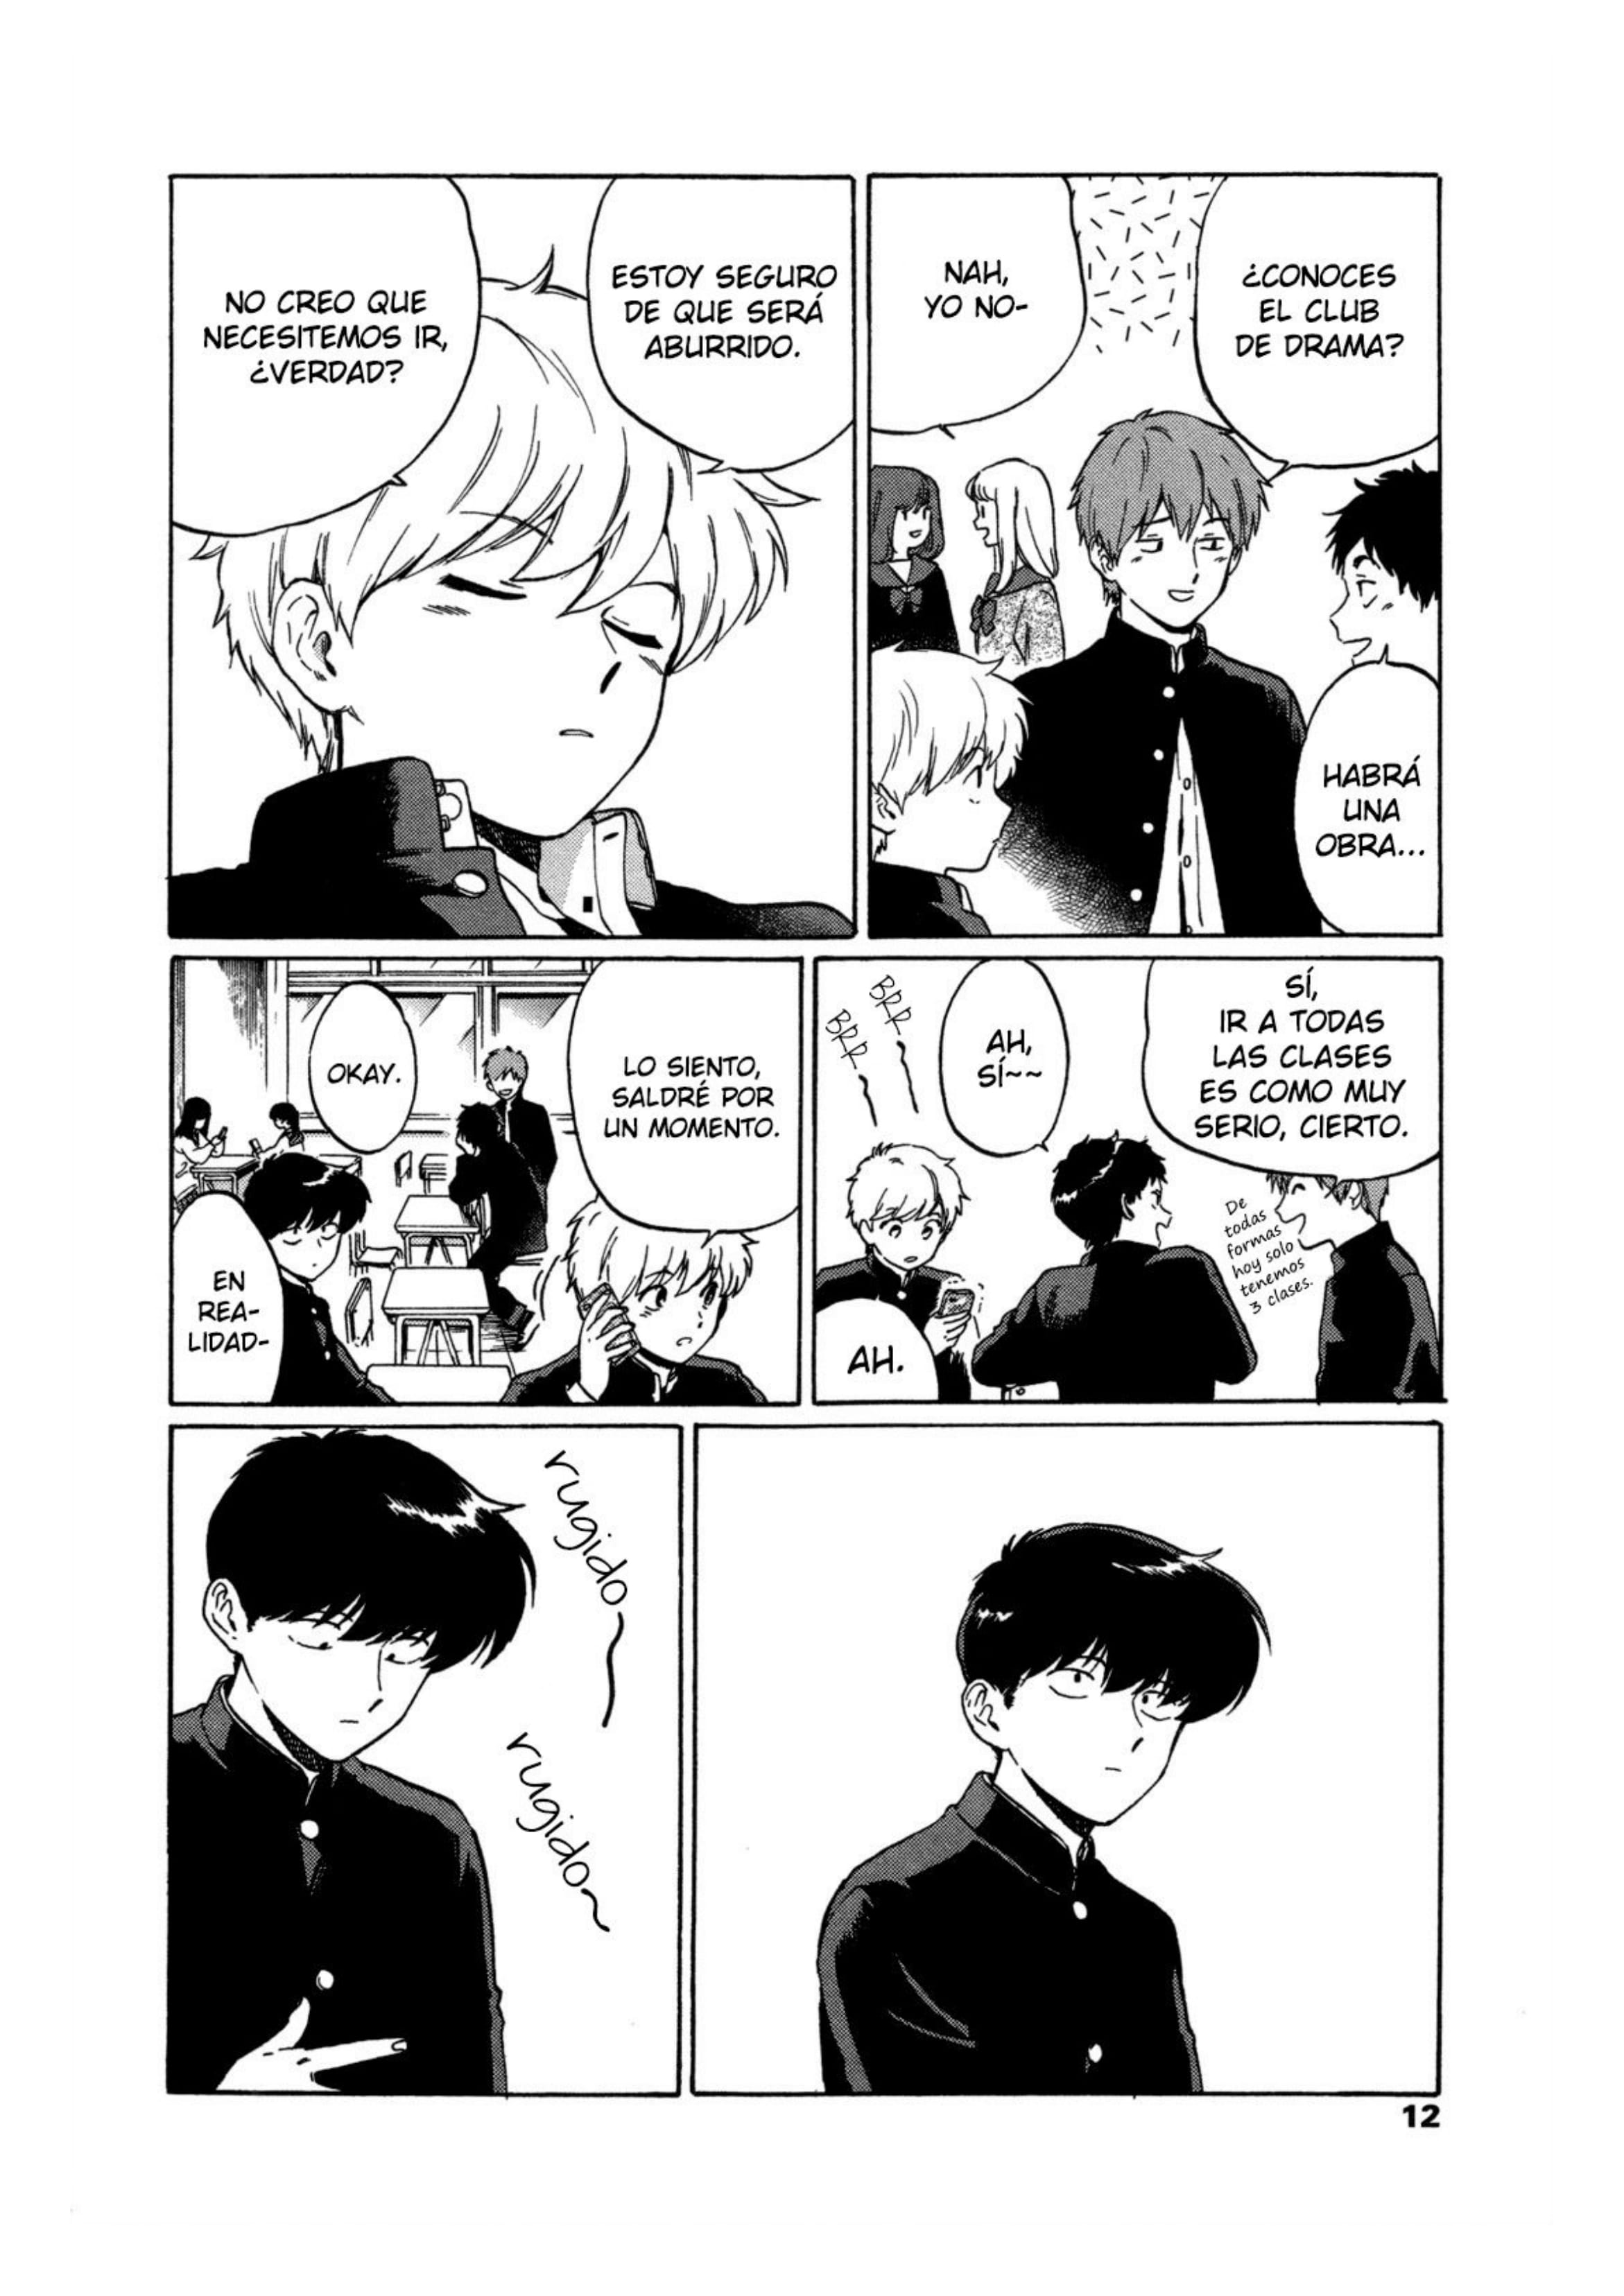 ¿CONOCES
EL CLUB
DE DRAMA?
HABRÁ
UNA
OBRA...
NAH,
YO NO-
ESTOY SEGURO
DE QUE SERÁ
ABURRIDO.
NO CREO QUE
NECESITEMOS IR,
¿VERDAD?
SÍ,
IR A TODAS
LAS CLASES
ES COMO MUY
SERIO, CIERTO.
De
todas
formas
hoy solo
tenemos
3 clases.
AH,
SÍ~~
BRR~
BRR~
AH.
LO SIENTO,
SALDRÉ POR
UN MOMENTO.
OKAY.
EN
REA-
LIDAD-
rugido~
rugido~
12